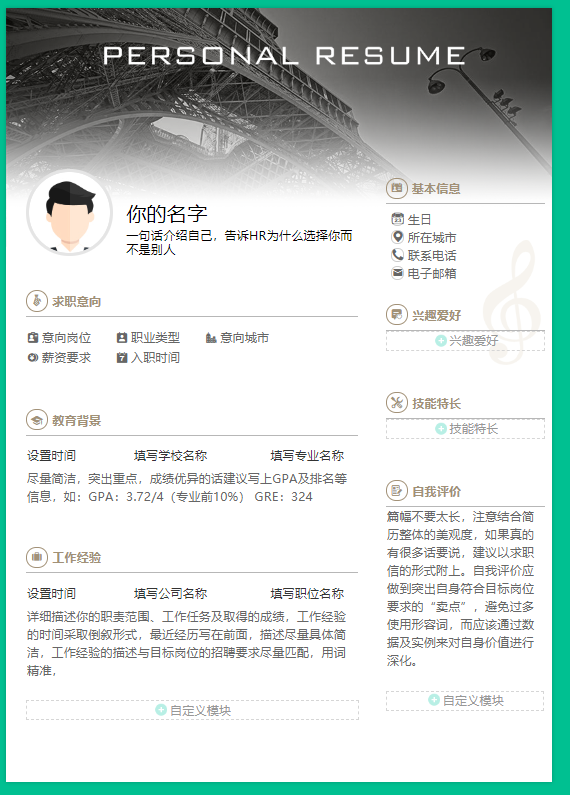 PERSONAL RESUME
你的名字
一句话介绍自己，告诉HR为什么选择你而
不是别人
求职意向
意向岗位 职业类型 意向城市
薪资要求 入职时间
教育背景
设置时间 填写学校名称 填写专业名称
尽量简洁，突出重点，成绩优异的话建议写上GPA及排名等
信息，如：GPA：3.72/4（专业前10%） GRE：324
工作经验
设置时间 填写公司名称 填写职位名称
详细描述你的职责范围、工作任务及取得的成绩，工作经验
的时间采取倒叙形式，最近经历写在前面，描述尽量具体简
洁，工作经验的描述与目标岗位的招聘要求尽量匹配，用词
精准，
自定义模块
基本信息
生日
所在城市
联系电话
电子邮箱
兴趣爱好
兴趣爱好
技能特长
技能特长
自我评价
篇幅不要太长，注意结合简
历整体的美观度，如果真的
有很多话要说，建议以求职
信的形式附上。自我评价应
做到突出自身符合目标岗位
要求的“卖点”，避免过多
使用形容词，而应该通过数
据及实例来对自身价值进行
深化。
自定义模块